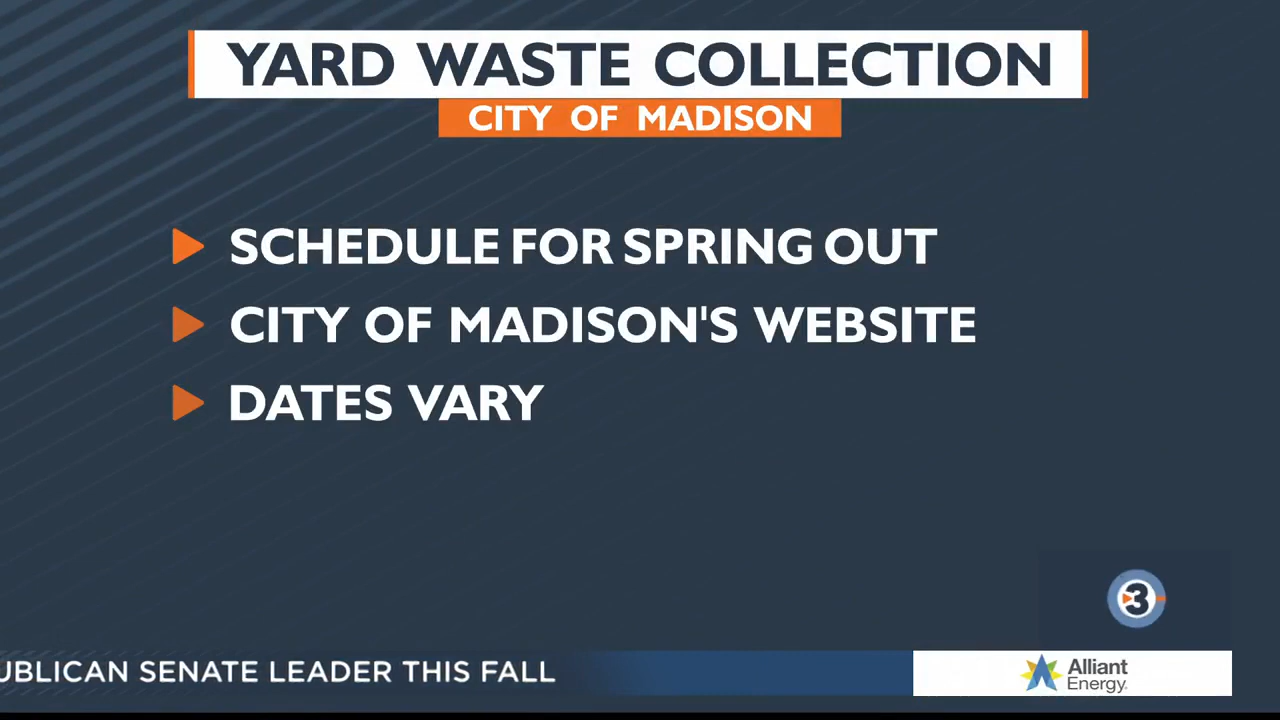 YARD WASTE COLLECTION
CITY OF MADISON
SCHEDULE FOR SPRING OUT
CITY OF MADISON'S WEBSITE
DATES VARY
3
UBLICAN SENATE LEADER THIS FALL
Alliant
Energy